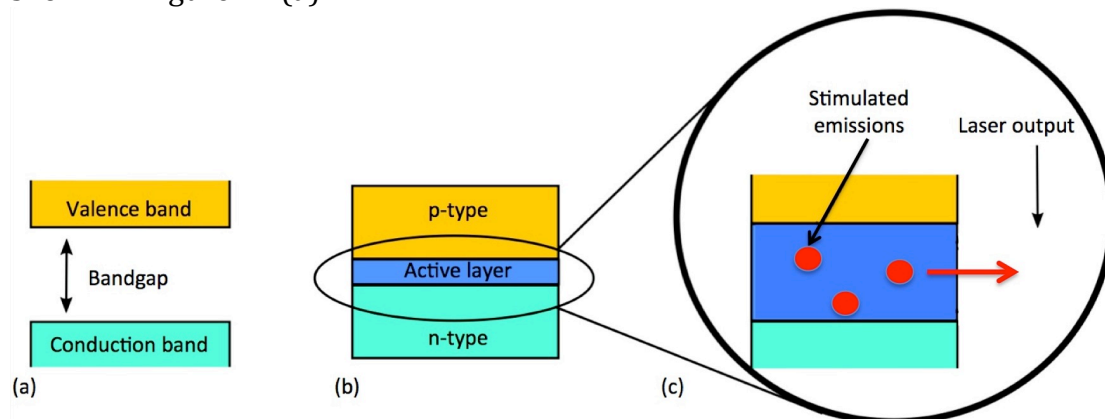 Stimulated
emissions
Laser output
Valence band
p-type
Bandgap
Active layer
Conduction band
n-type
(a)
(b)
(c)